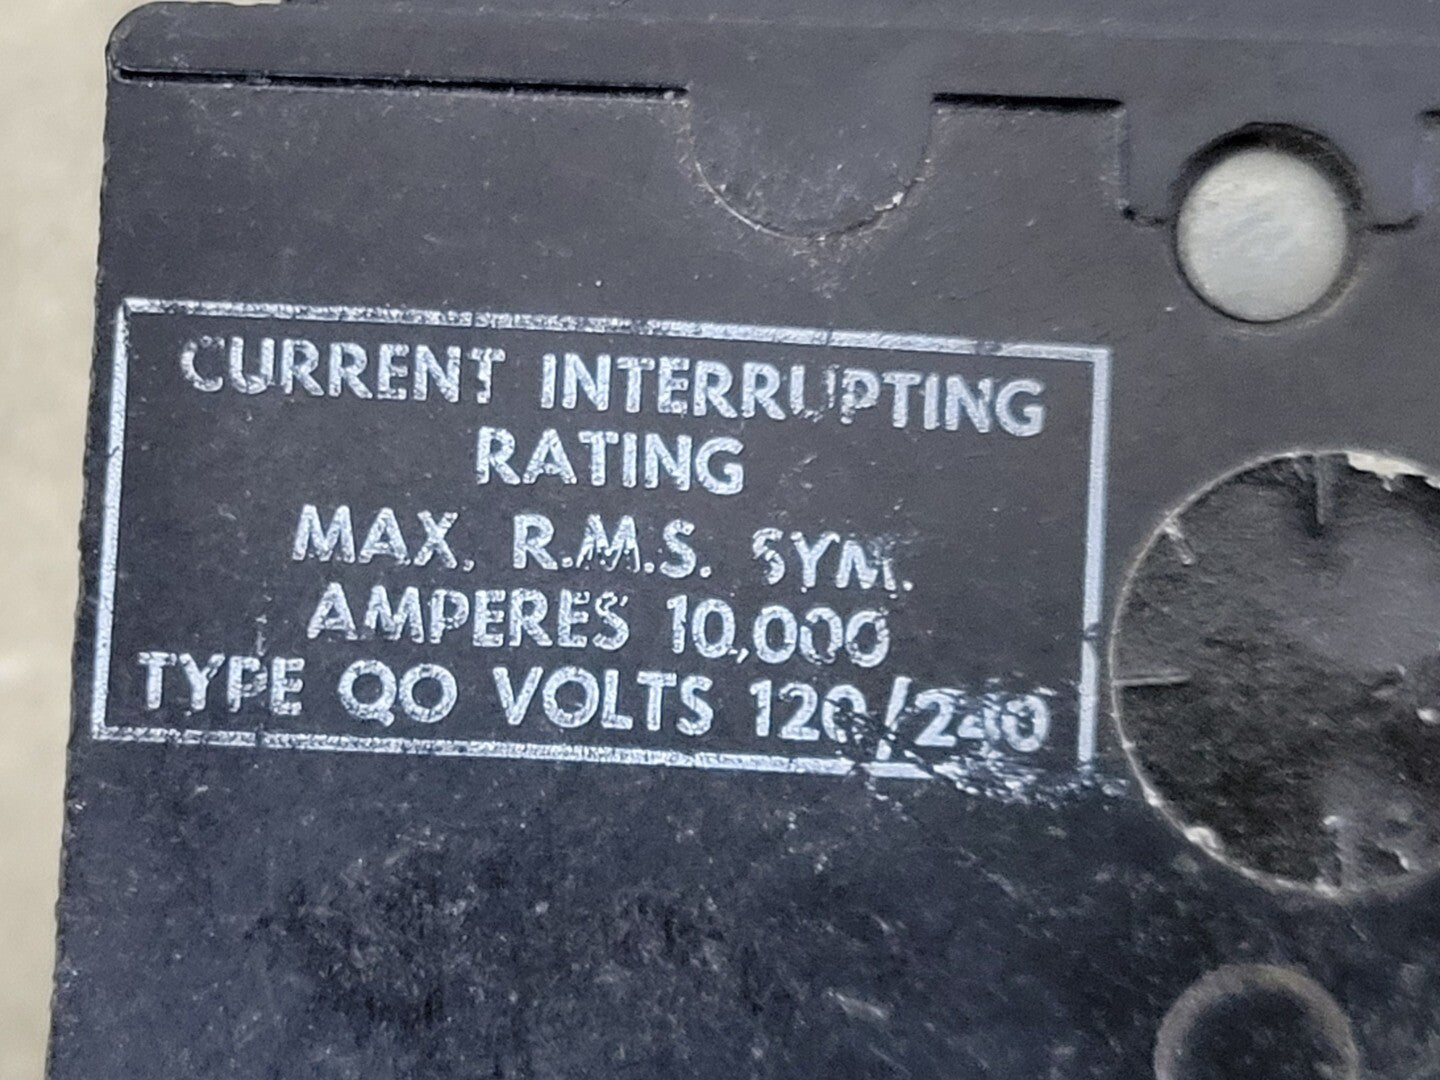 CURRENT INTERRUPTING
RATING
MAX. R.M.S. SYM.
AMPERES 10,000
TYPE QO VOLTS 120/240